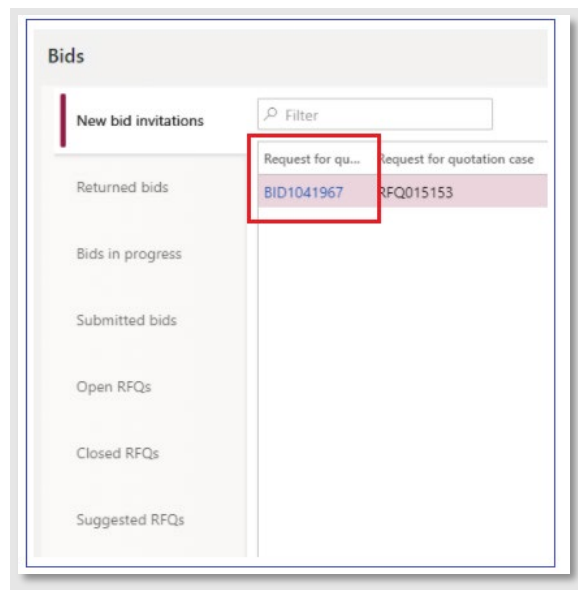 Bids
New bid invitations
Returned bids
Bids in progress
Submitted bids
Open RFQs
Closed RFQs
Suggested RFQs
Filter
Request for qu... Request for quotation case
BID1041967 RFQ015153